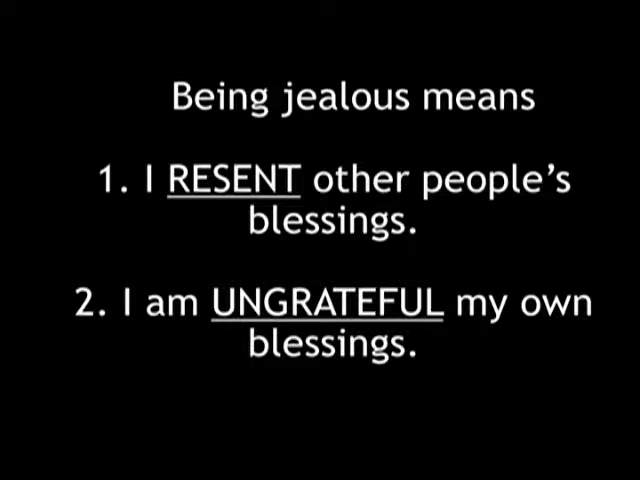 Being jealous means
1. I RESENT other people's
blessings.
2. I am UNGRATEFUL my own
blessings.